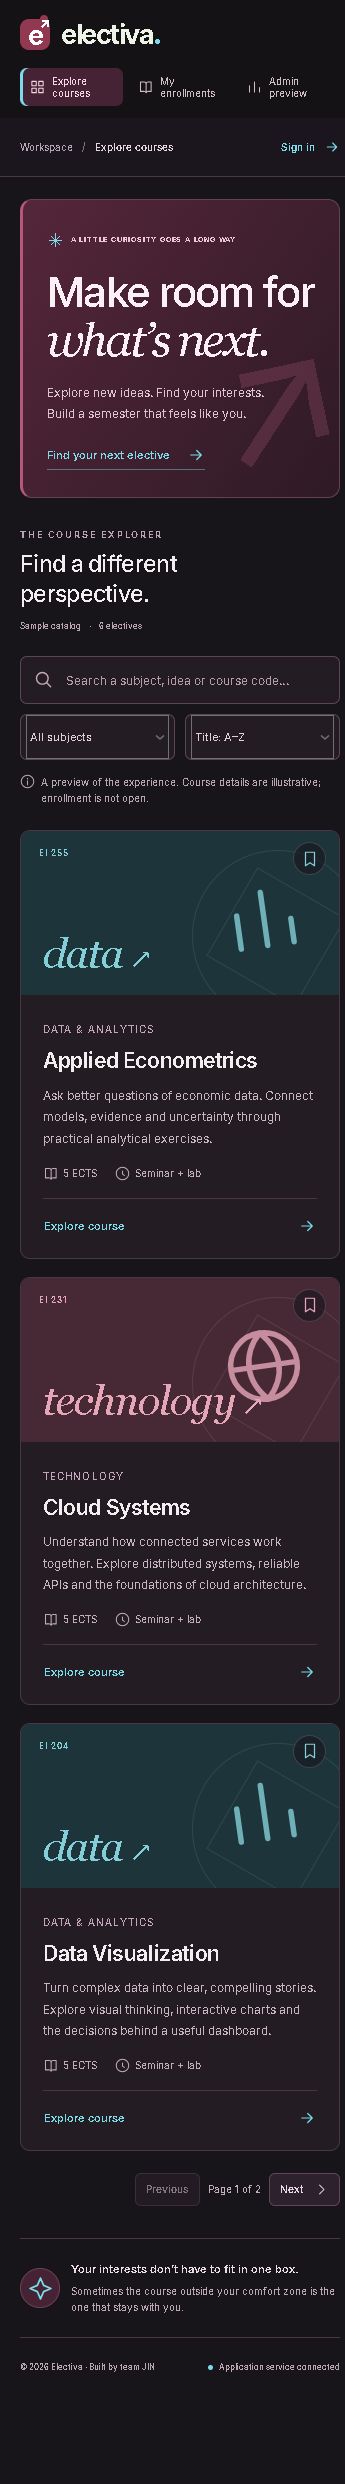 e electiva.
Explore courses
My enrollments
Admin preview
Workspace / Explore courses
Sign in
A LITTLE CURIOSITY GOES A LONG WAY
Make room for
what's next.
Explore new ideas. Find your interests.
Build a semester that feels like you.
Find your next elective
THE COURSE EXPLORER
Find a different
perspective.
Sample catalog · 6 electives
Search a subject, idea or course code...
All subjects
Title: A–Z
A preview of the experience. Course details are illustrative;
enrollment is not open.
EI 255
data ↗
DATA & ANALYTICS
Applied Econometrics
Ask better questions of economic data. Connect
models, evidence and uncertainty through
practical analytical exercises.
5 ECTS
Seminar + lab
Explore course
EI 231
technology ↗
TECHNOLOGY
Cloud Systems
Understand how connected services work
together. Explore distributed systems, reliable
APIs and the foundations of cloud architecture.
5 ECTS
Seminar + lab
Explore course
EI 204
data ↗
DATA & ANALYTICS
Data Visualization
Turn complex data into clear, compelling stories.
Explore visual thinking, interactive charts and
the decisions behind a useful dashboard.
5 ECTS
Seminar + lab
Explore course
Previous
Page 1 of 2
Next
Your interests don't have to fit in one box.
Sometimes the course outside your comfort zone is the
one that stays with you.
© 2026 Electiva · Built by team JIN
Application service connected